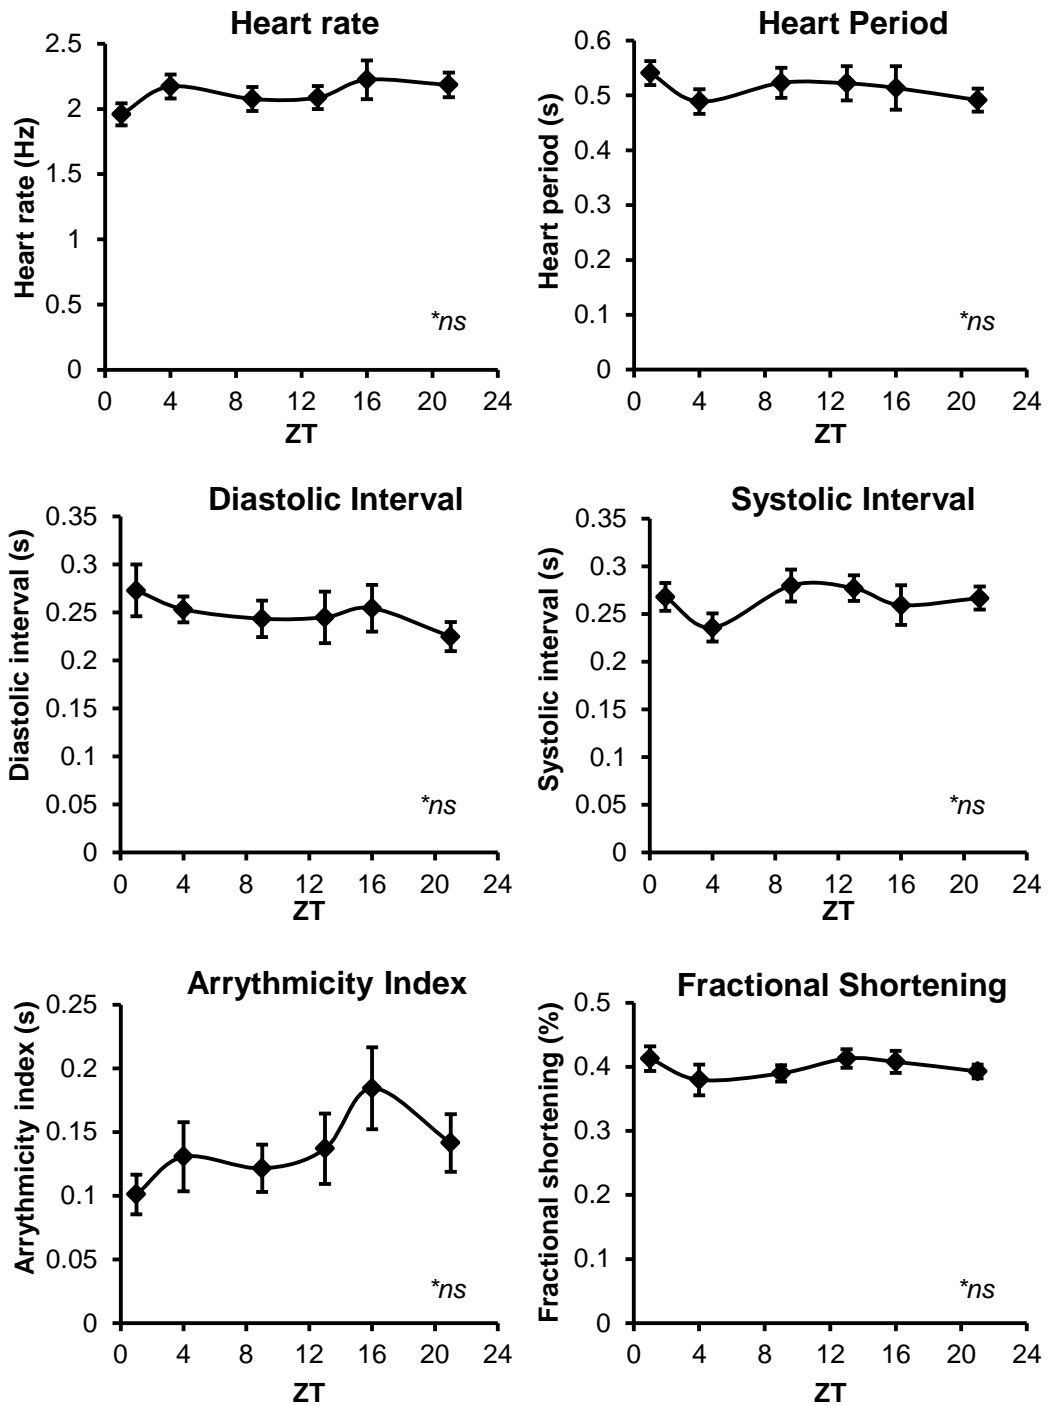 Heart rate
Heart rate (Hz)
2.5
2
1.5
1
0.5
0
*ns
0 4 8 12 16 20 24
ZT
Heart Period
Heart period (s)
0.6
0.5
0.4
0.3
0.2
0.1
0
*ns
0 4 8 12 16 20 24
ZT
Diastolic Interval
Diastolic interval (s)
0.35
0.3
0.25
0.2
0.15
0.1
0.05
0
*ns
0 4 8 12 16 20 24
ZT
Systolic Interval
Systolic interval (s)
0.35
0.3
0.25
0.2
0.15
0.1
0.05
0
*ns
0 4 8 12 16 20 24
ZT
Arrythmicity Index
Arrythmicity index (s)
0.25
0.2
0.15
0.1
0.05
0
*ns
0 4 8 12 16 20 24
ZT
Fractional Shortening
Fractional shortening (%)
0.5
0.4
0.3
0.2
0.1
0
*ns
0 4 8 12 16 20 24
ZT